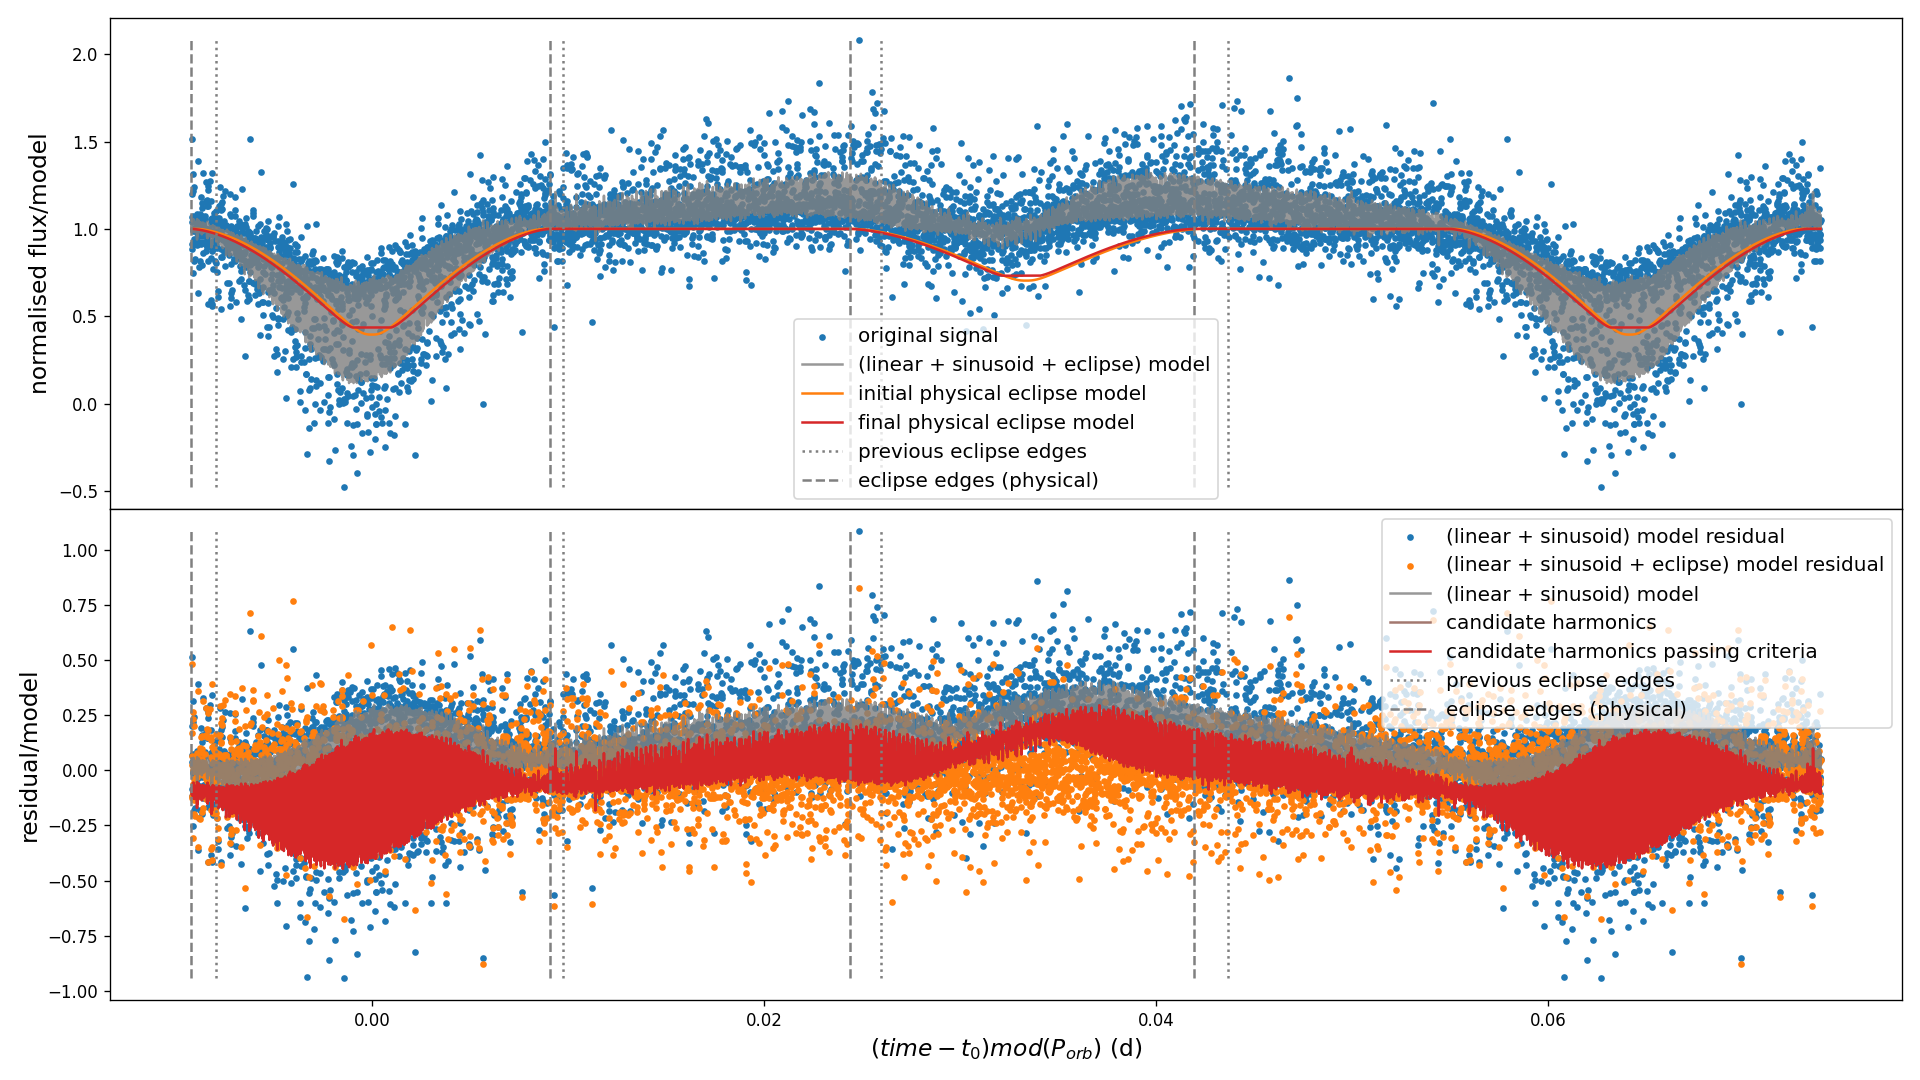 2.0
1.5
1.0
0.5
0.0
−0.5
normalised flux/model
original signal
(linear + sinusoid + eclipse) model
initial physical eclipse model
final physical eclipse model
previous eclipse edges
eclipse edges (physical)
1.00
0.75
0.50
0.25
0.00
−0.25
−0.50
−0.75
−1.00
residual/model
(linear + sinusoid) model residual
(linear + sinusoid + eclipse) model residual
(linear + sinusoid) model
candidate harmonics
candidate harmonics passing criteria
previous eclipse edges
eclipse edges (physical)
0.00 0.02 0.04 0.06
(time − t₀)mod(P_orb) (d)